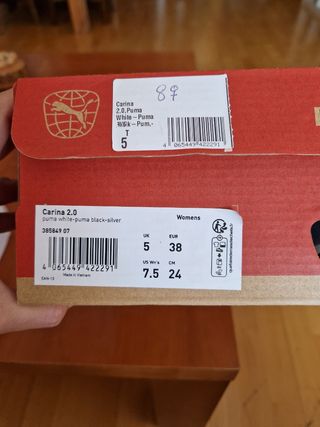 89
Carina
2.0,Puma
White-Puma
T
5
4 065449 422291
Carina 2.0
Womens
puma white-puma black-silver
385849 07
UK
5
EUR
38
US Wn's
7.5
CM
24
4 065449 422291
Made in Vietnam